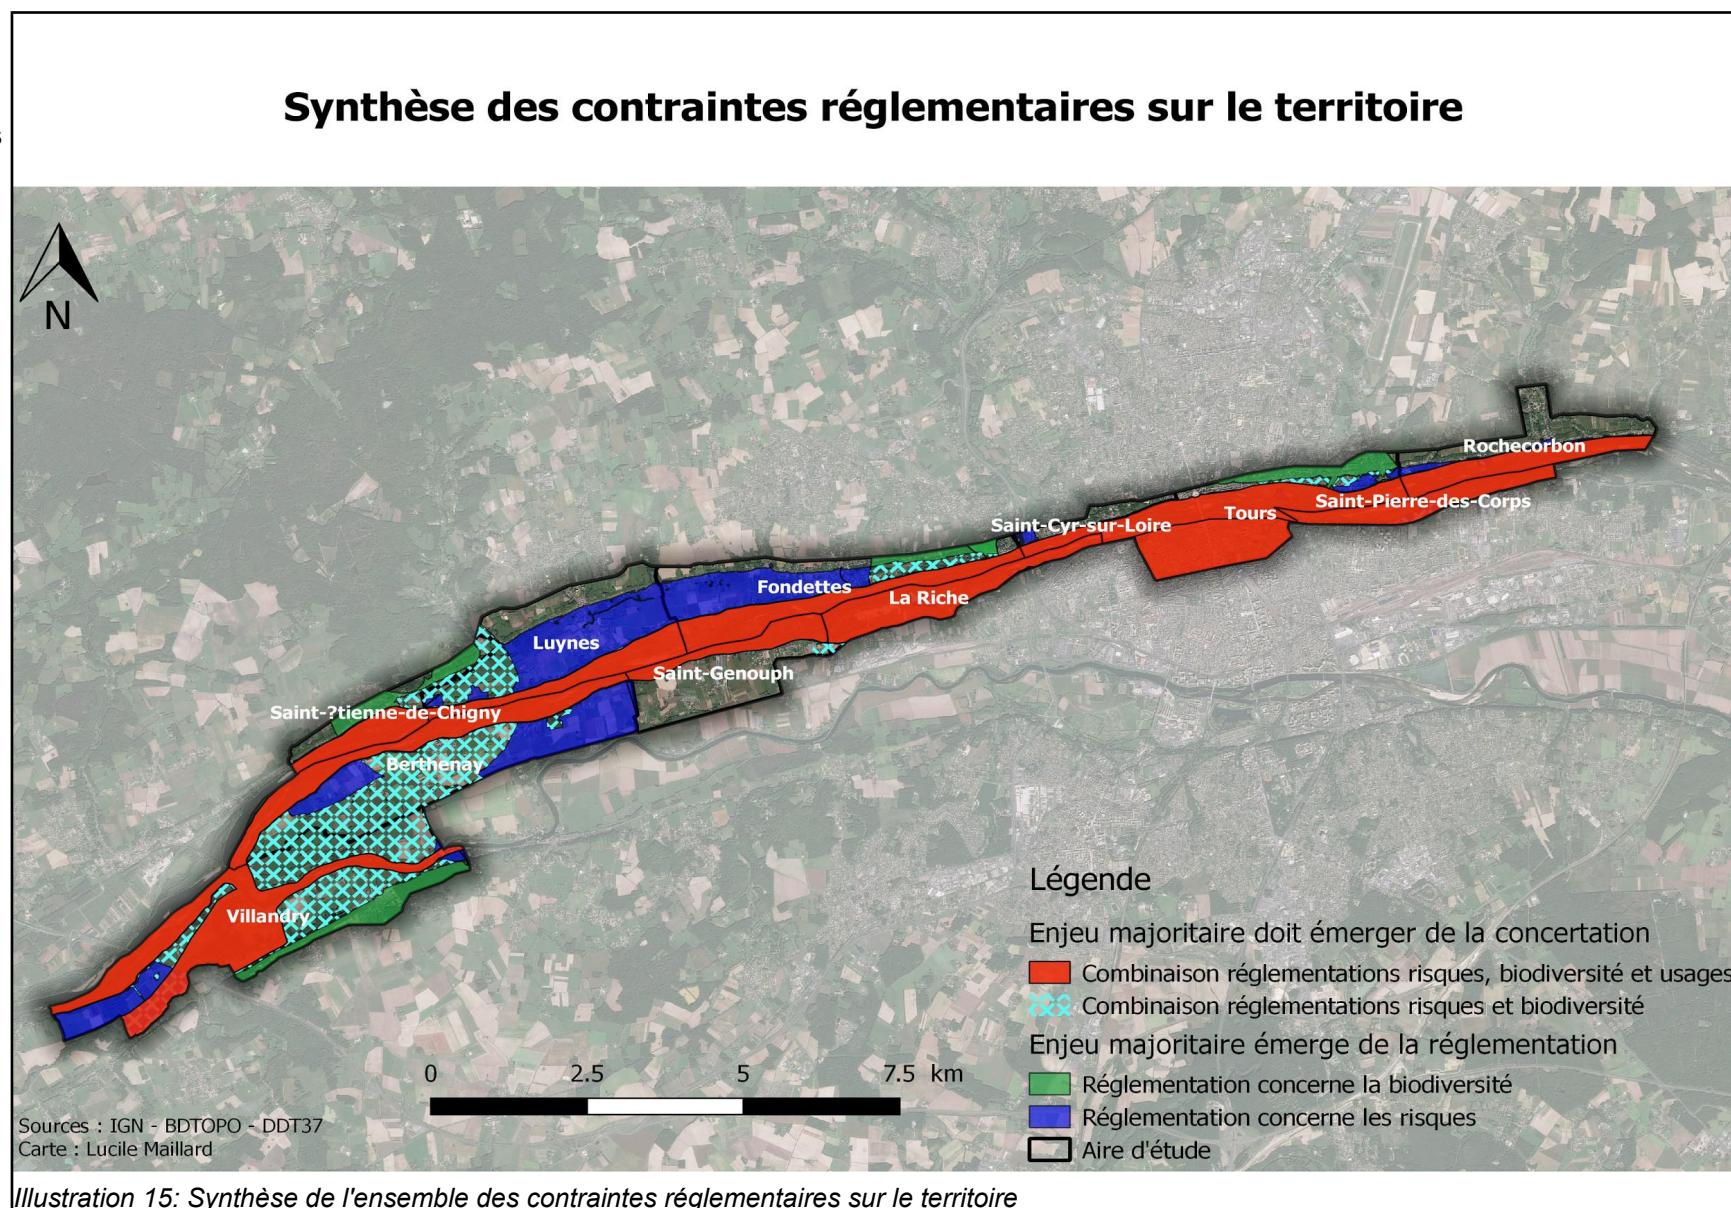 Synthèse des contraintes réglementaires sur le territoire
s
N
Rochecorbon
Saint-Pierre-des-Corps
Tours
Saint-Cyr-sur-Loire
Fondettes
La Riche
Luynes
Saint-Genouph
Saint-?tienne-de-Chigny
Berthenay
Villandry
Légende
Enjeu majoritaire doit émerger de la concertation
Combinaison réglementations risques, biodiversité et usages
Combinaison réglementations risques et biodiversité
Enjeu majoritaire émerge de la réglementation
Réglementation concerne la biodiversité
Réglementation concerne les risques
Aire d'étude
0 2.5 5 7.5 km
Sources : IGN - BDTOPO - DDT37
Carte : Lucile Maillard
Illustration 15: Synthèse de l'ensemble des contraintes réglementaires sur le territoire